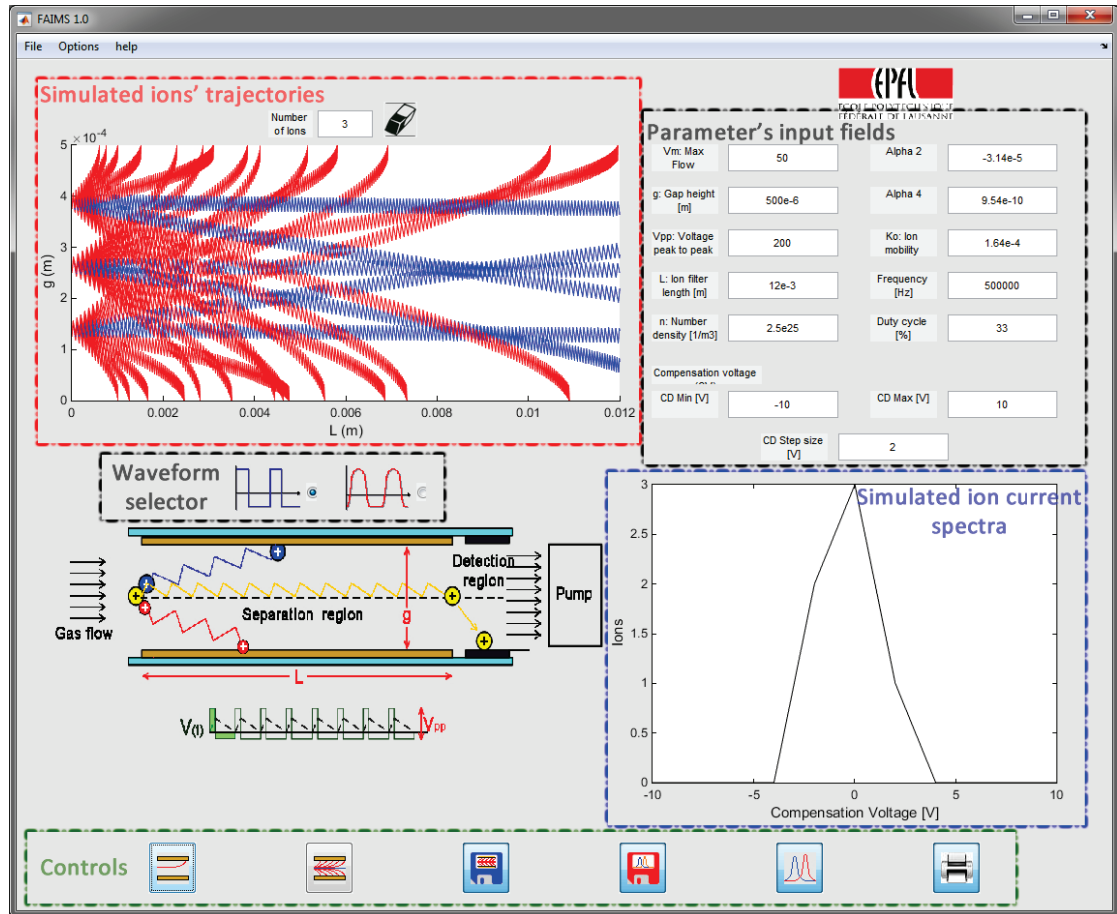 FAIMS 1.0
File Options help
Simulated ions' trajectories
Number of Ions
3
×10⁻⁴
5
4
3
2
1
0
g (m)
0 0.002 0.004 0.006 0.008 0.01 0.012
L (m)
EPFL
ECOLE POLYTECHNIQUE
FÉDÉRALE DE LAUSANNE
Parameter's input fields
Vm: Max
Flow
50
Alpha 2
-3.14e-5
g: Gap height
[m]
500e-6
Alpha 4
9.54e-10
Vpp: Voltage
peak to peak
200
Ko: Ion
mobility
1.64e-4
L: Ion filter
length [m]
12e-3
Frequency
[Hz]
500000
n: Number
density [1/m3]
2.5e25
Duty cycle
[%]
33
Compensation voltage
CD Min [V]
-10
CD Max [V]
10
CD Step size
[V]
2
Waveform
selector
Gas flow
Separation region
g
L
Detection
region
Pump
V(t)
Vpp
Simulated ion current
spectra
3
2.5
2
1.5
1
0.5
0
Ions
-10 -5 0 5 10
Compensation Voltage [V]
Controls